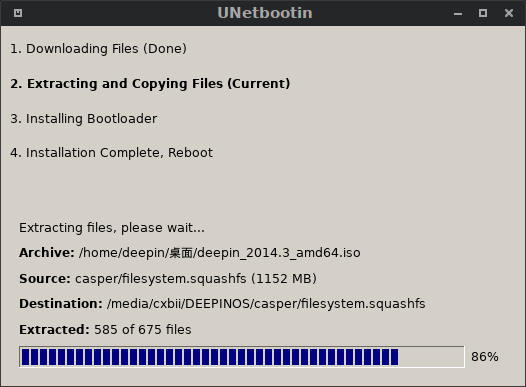 UNetbootin
1. Downloading Files (Done)
2. Extracting and Copying Files (Current)
3. Installing Bootloader
4. Installation Complete, Reboot
Extracting files, please wait...
Archive: /home/deepin/桌面/deepin_2014.3_amd64.iso
Source: casper/filesystem.squashfs (1152 MB)
Destination: /media/cxbii/DEEPINOS/casper/filesystem.squashfs
Extracted: 585 of 675 files
86%